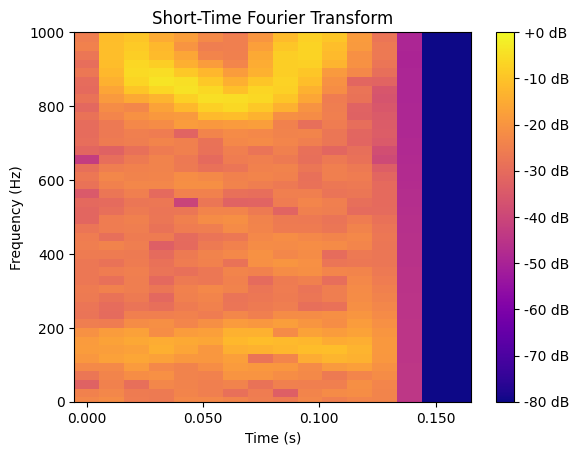 Short-Time Fourier Transform
1000
800
600
400
200
0
Frequency (Hz)
0.000
0.050
0.100
0.150
Time (s)
+0 dB
-10 dB
-20 dB
-30 dB
-40 dB
-50 dB
-60 dB
-70 dB
-80 dB